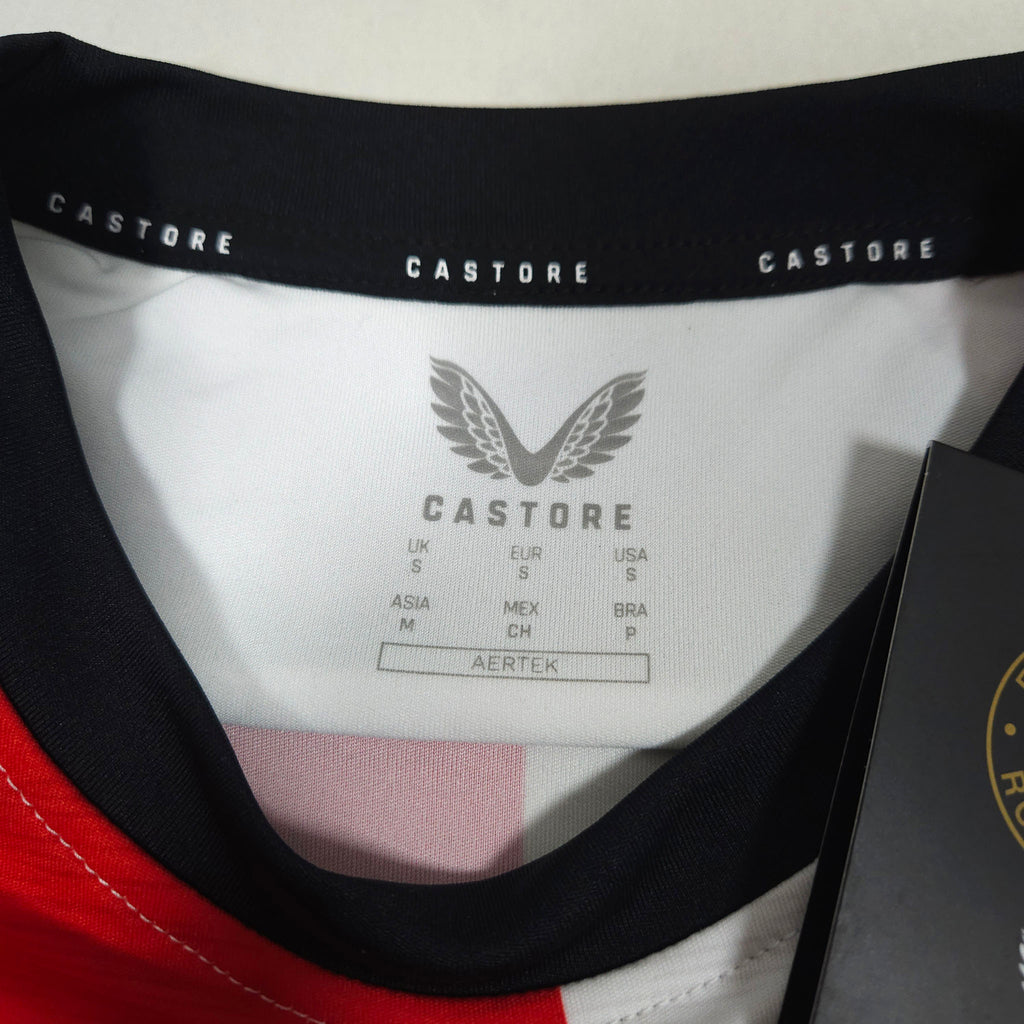 CASTORE CASTORE CASTORE
CASTORE
UK EUR USA
S S S
ASIA MEX BRA
M CH P
AERTEK